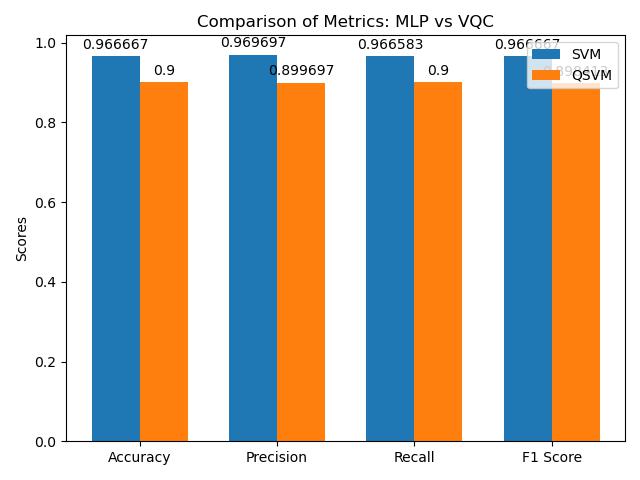 Comparison of Metrics: MLP vs VQC
0.966667
0.969697
0.966583
0.966667
0.9
0.899697
0.9
SVM
QSVM
1.0
0.8
0.6
0.4
0.2
0.0
Scores
Accuracy
Precision
Recall
F1 Score